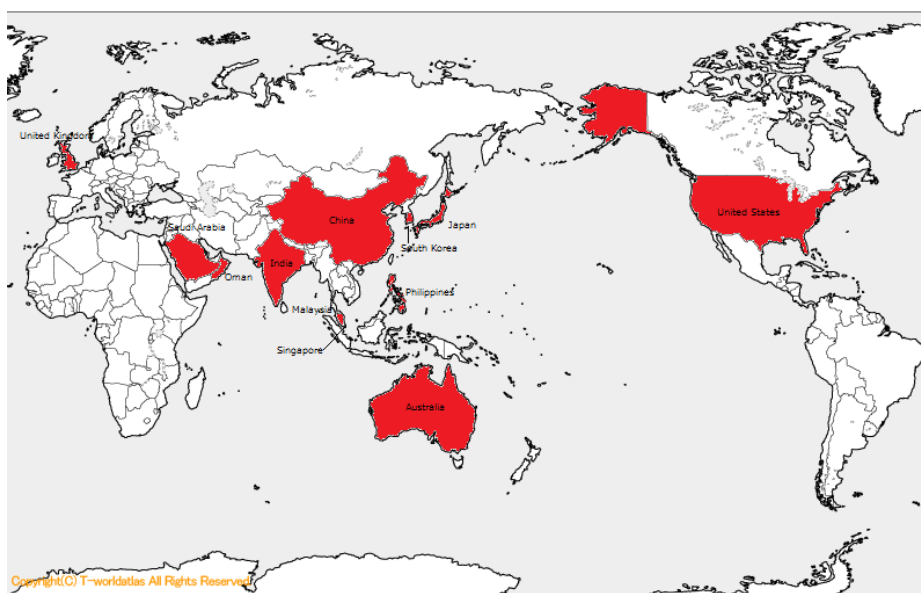 United Kingdom
China
United States
Saudi Arabia
Japan
South Korea
India
Oman
Philippines
Malaysia
Singapore
Australia
Copyright(C) T-worldatlas All Rights Reserved